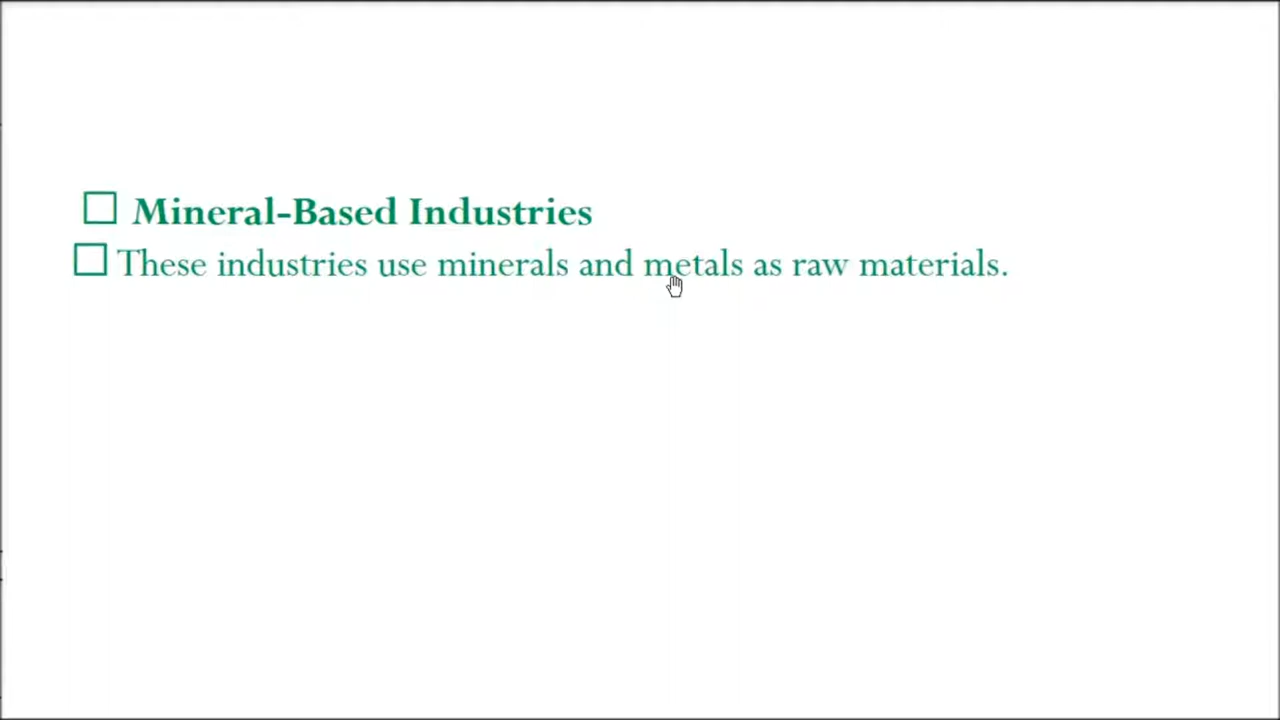 ☐ Mineral-Based Industries
☐ These industries use minerals and metals as raw materials.